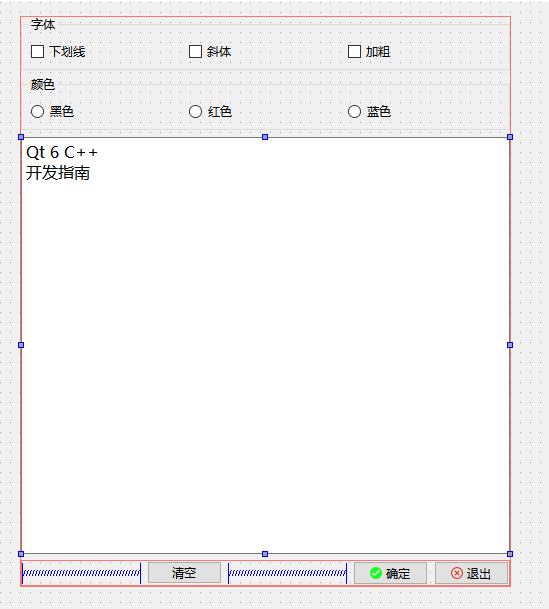 字体
下划线 斜体 加粗
颜色
黑色 红色 蓝色
Qt 6 C++
开发指南
清空 确定 退出